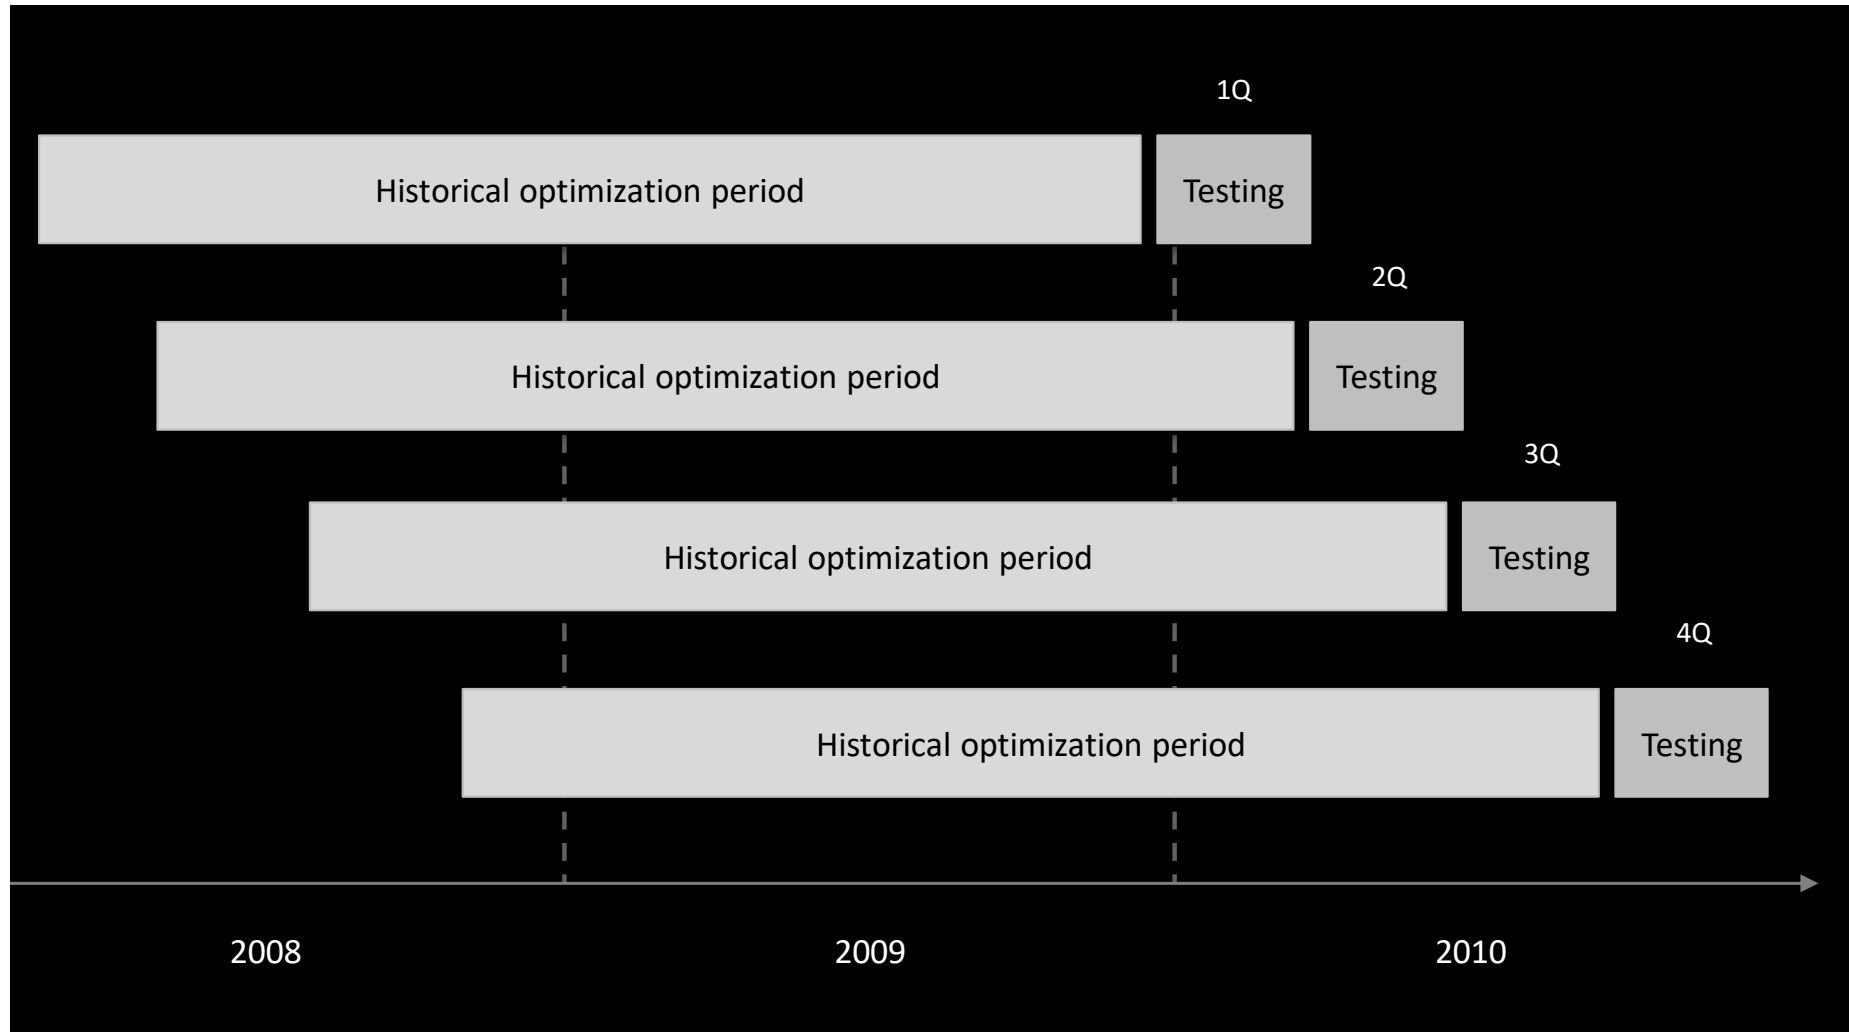 1Q
Historical optimization period
Testing
2Q
Historical optimization period
Testing
3Q
Historical optimization period
Testing
4Q
Historical optimization period
Testing
2008
2009
2010